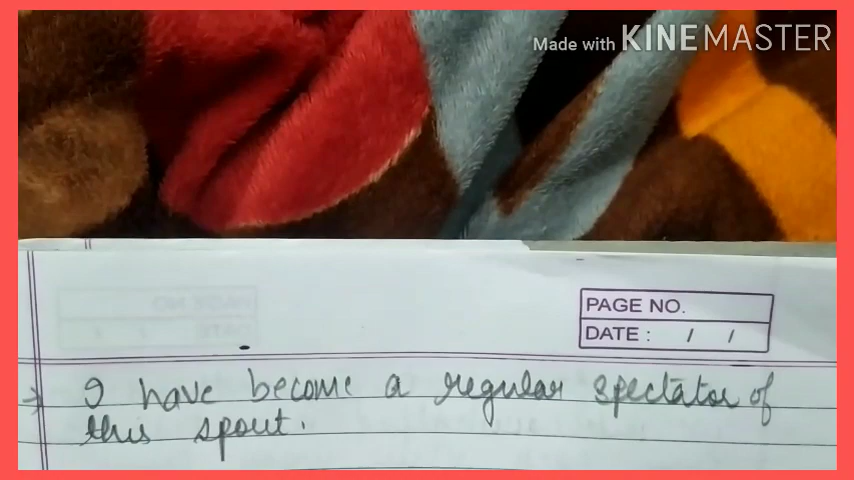 Made with KINEMASTER
PAGE NO.
DATE : / /
→ I have become a regular spectator of
this sport.